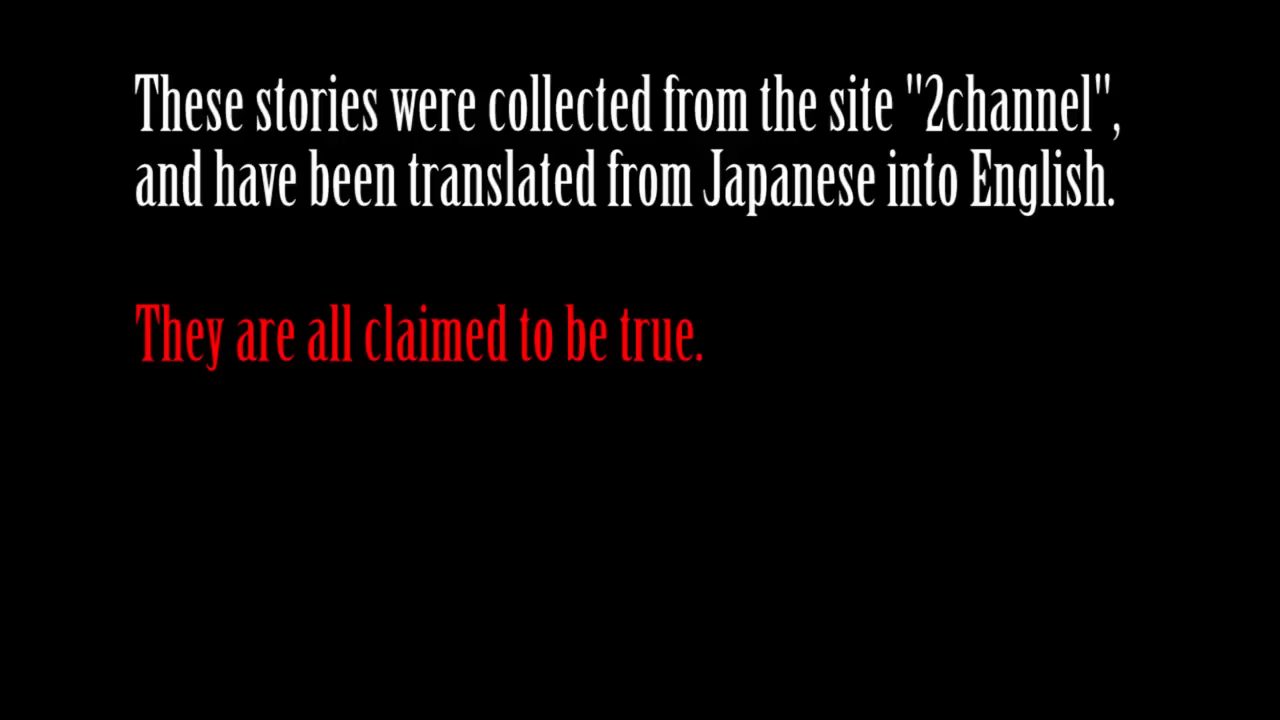 These stories were collected from the site "2channel",
and have been translated from Japanese into English.
They are all claimed to be true.